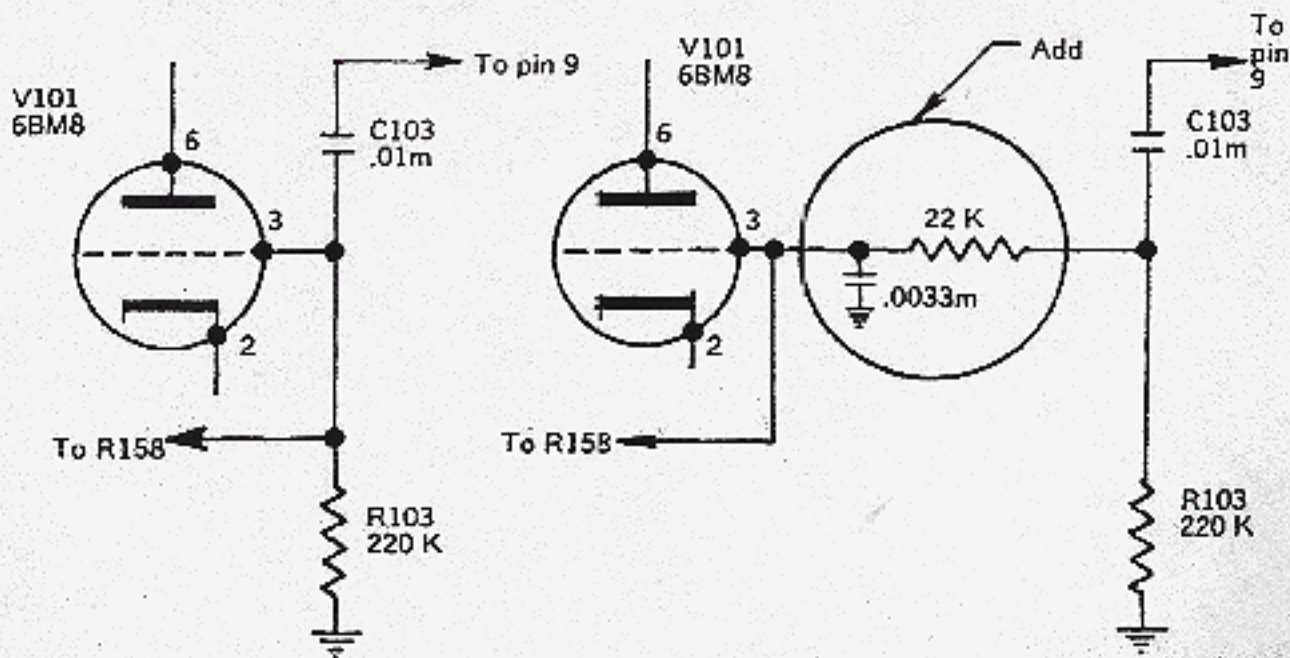 V101
6BM8
6
3
2
To pin 9
C103
.01m
To R158
R103
220 K
V101
6BM8
6
3
2
To R158
Add
22 K
.0033m
To
pin
9
C103
.01m
R103
220 K